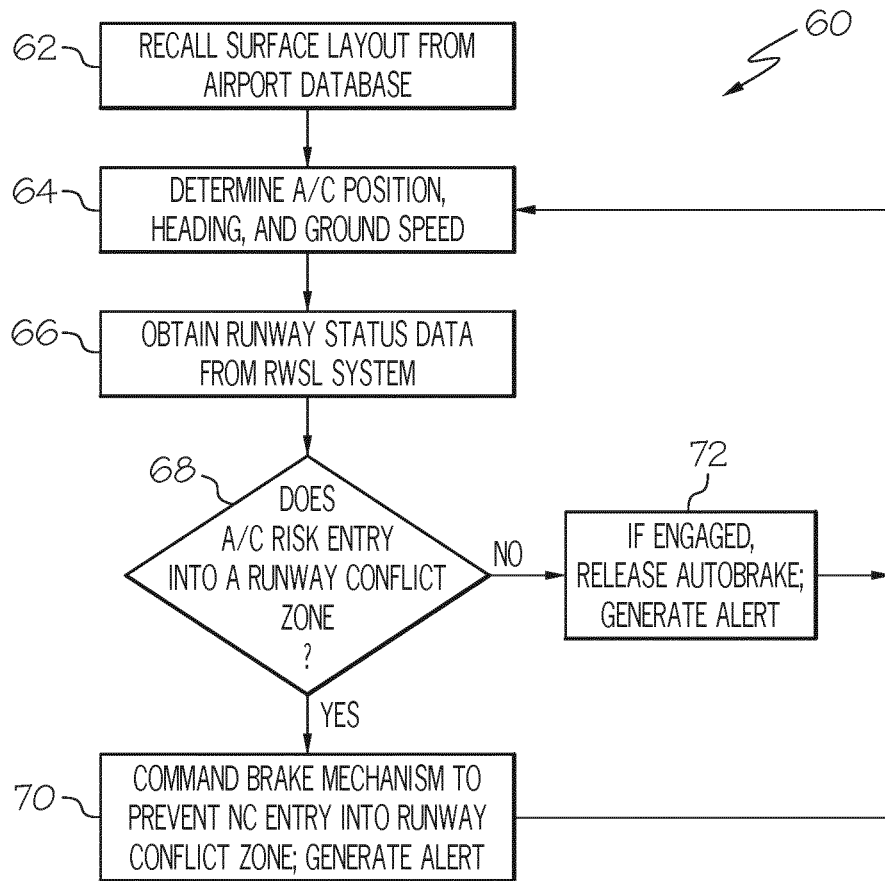 60
62
RECALL SURFACE LAYOUT FROM
AIRPORT DATABASE
64
DETERMINE A/C POSITION,
HEADING, AND GROUND SPEED
66
OBTAIN RUNWAY STATUS DATA
FROM RWSL SYSTEM
68
DOES
A/C RISK ENTRY
INTO A RUNWAY CONFLICT
ZONE
?
NO
72
IF ENGAGED,
RELEASE AUTOBRAKE;
GENERATE ALERT
YES
70
COMMAND BRAKE MECHANISM TO
PREVENT NC ENTRY INTO RUNWAY
CONFLICT ZONE; GENERATE ALERT